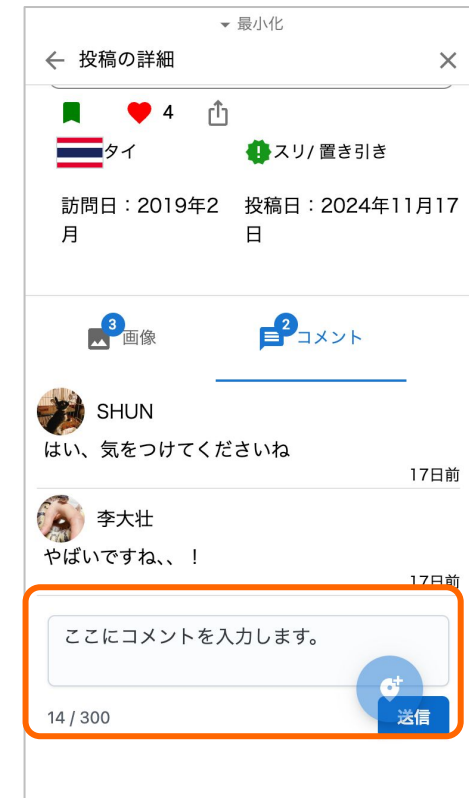 最小化
投稿の詳細
4
タイ
スリ/ 置き引き
訪問日：2019年2月
投稿日：2024年11月17日
3
画像
2
コメント
SHUN
はい、気をつけてくださいね
17日前
李大壮
やばいですね、、！
17日前
ここにコメントを入力します。
14 / 300
送信